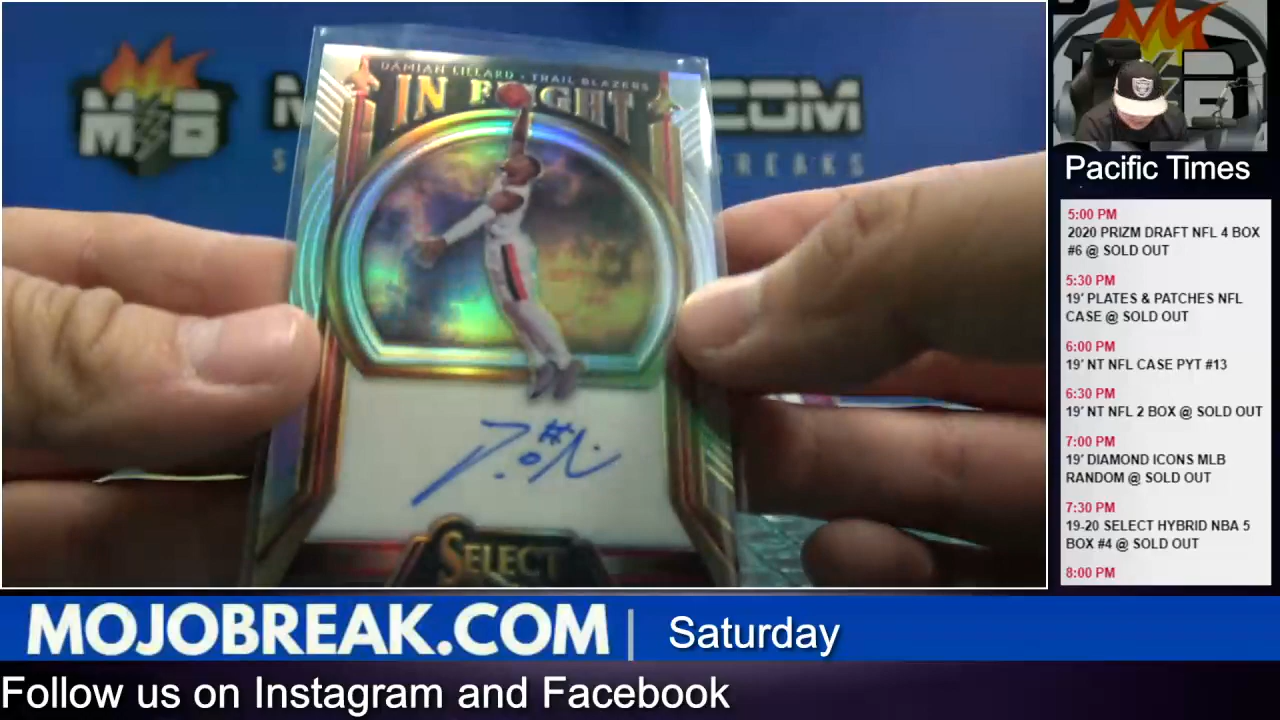 DAMIAN LILLARD • TRAIL BLAZERS
IN FLIGHT
SELECT
Pacific Times
5:00 PM
2020 PRIZM DRAFT NFL 4 BOX
#6 @ SOLD OUT
5:30 PM
19' PLATES & PATCHES NFL
CASE @ SOLD OUT
6:00 PM
19' NT NFL CASE PYT #13
6:30 PM
19' NT NFL 2 BOX @ SOLD OUT
7:00 PM
19' DIAMOND ICONS MLB
RANDOM @ SOLD OUT
7:30 PM
19-20 SELECT HYBRID NBA 5
BOX #4 @ SOLD OUT
8:00 PM
MOJOBREAK.COM | Saturday
Follow us on Instagram and Facebook